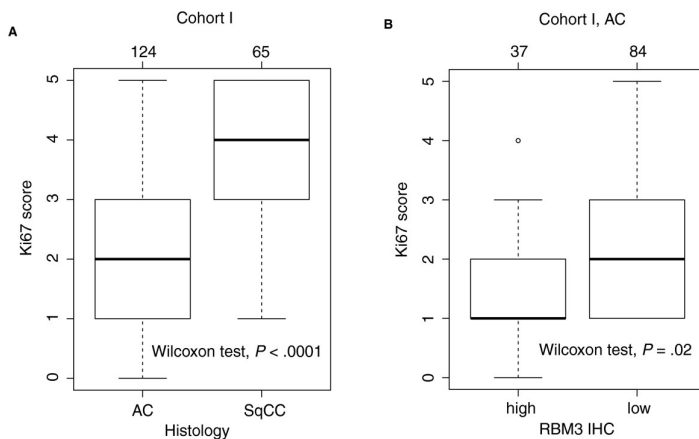 A
Cohort I
124 65
5
4
3
2
1
0
Ki67 score
Wilcoxon test, P < .0001
AC SqCC
Histology
B
Cohort I, AC
37 84
5
4
3
2
1
0
Ki67 score
Wilcoxon test, P = .02
high low
RBM3 IHC